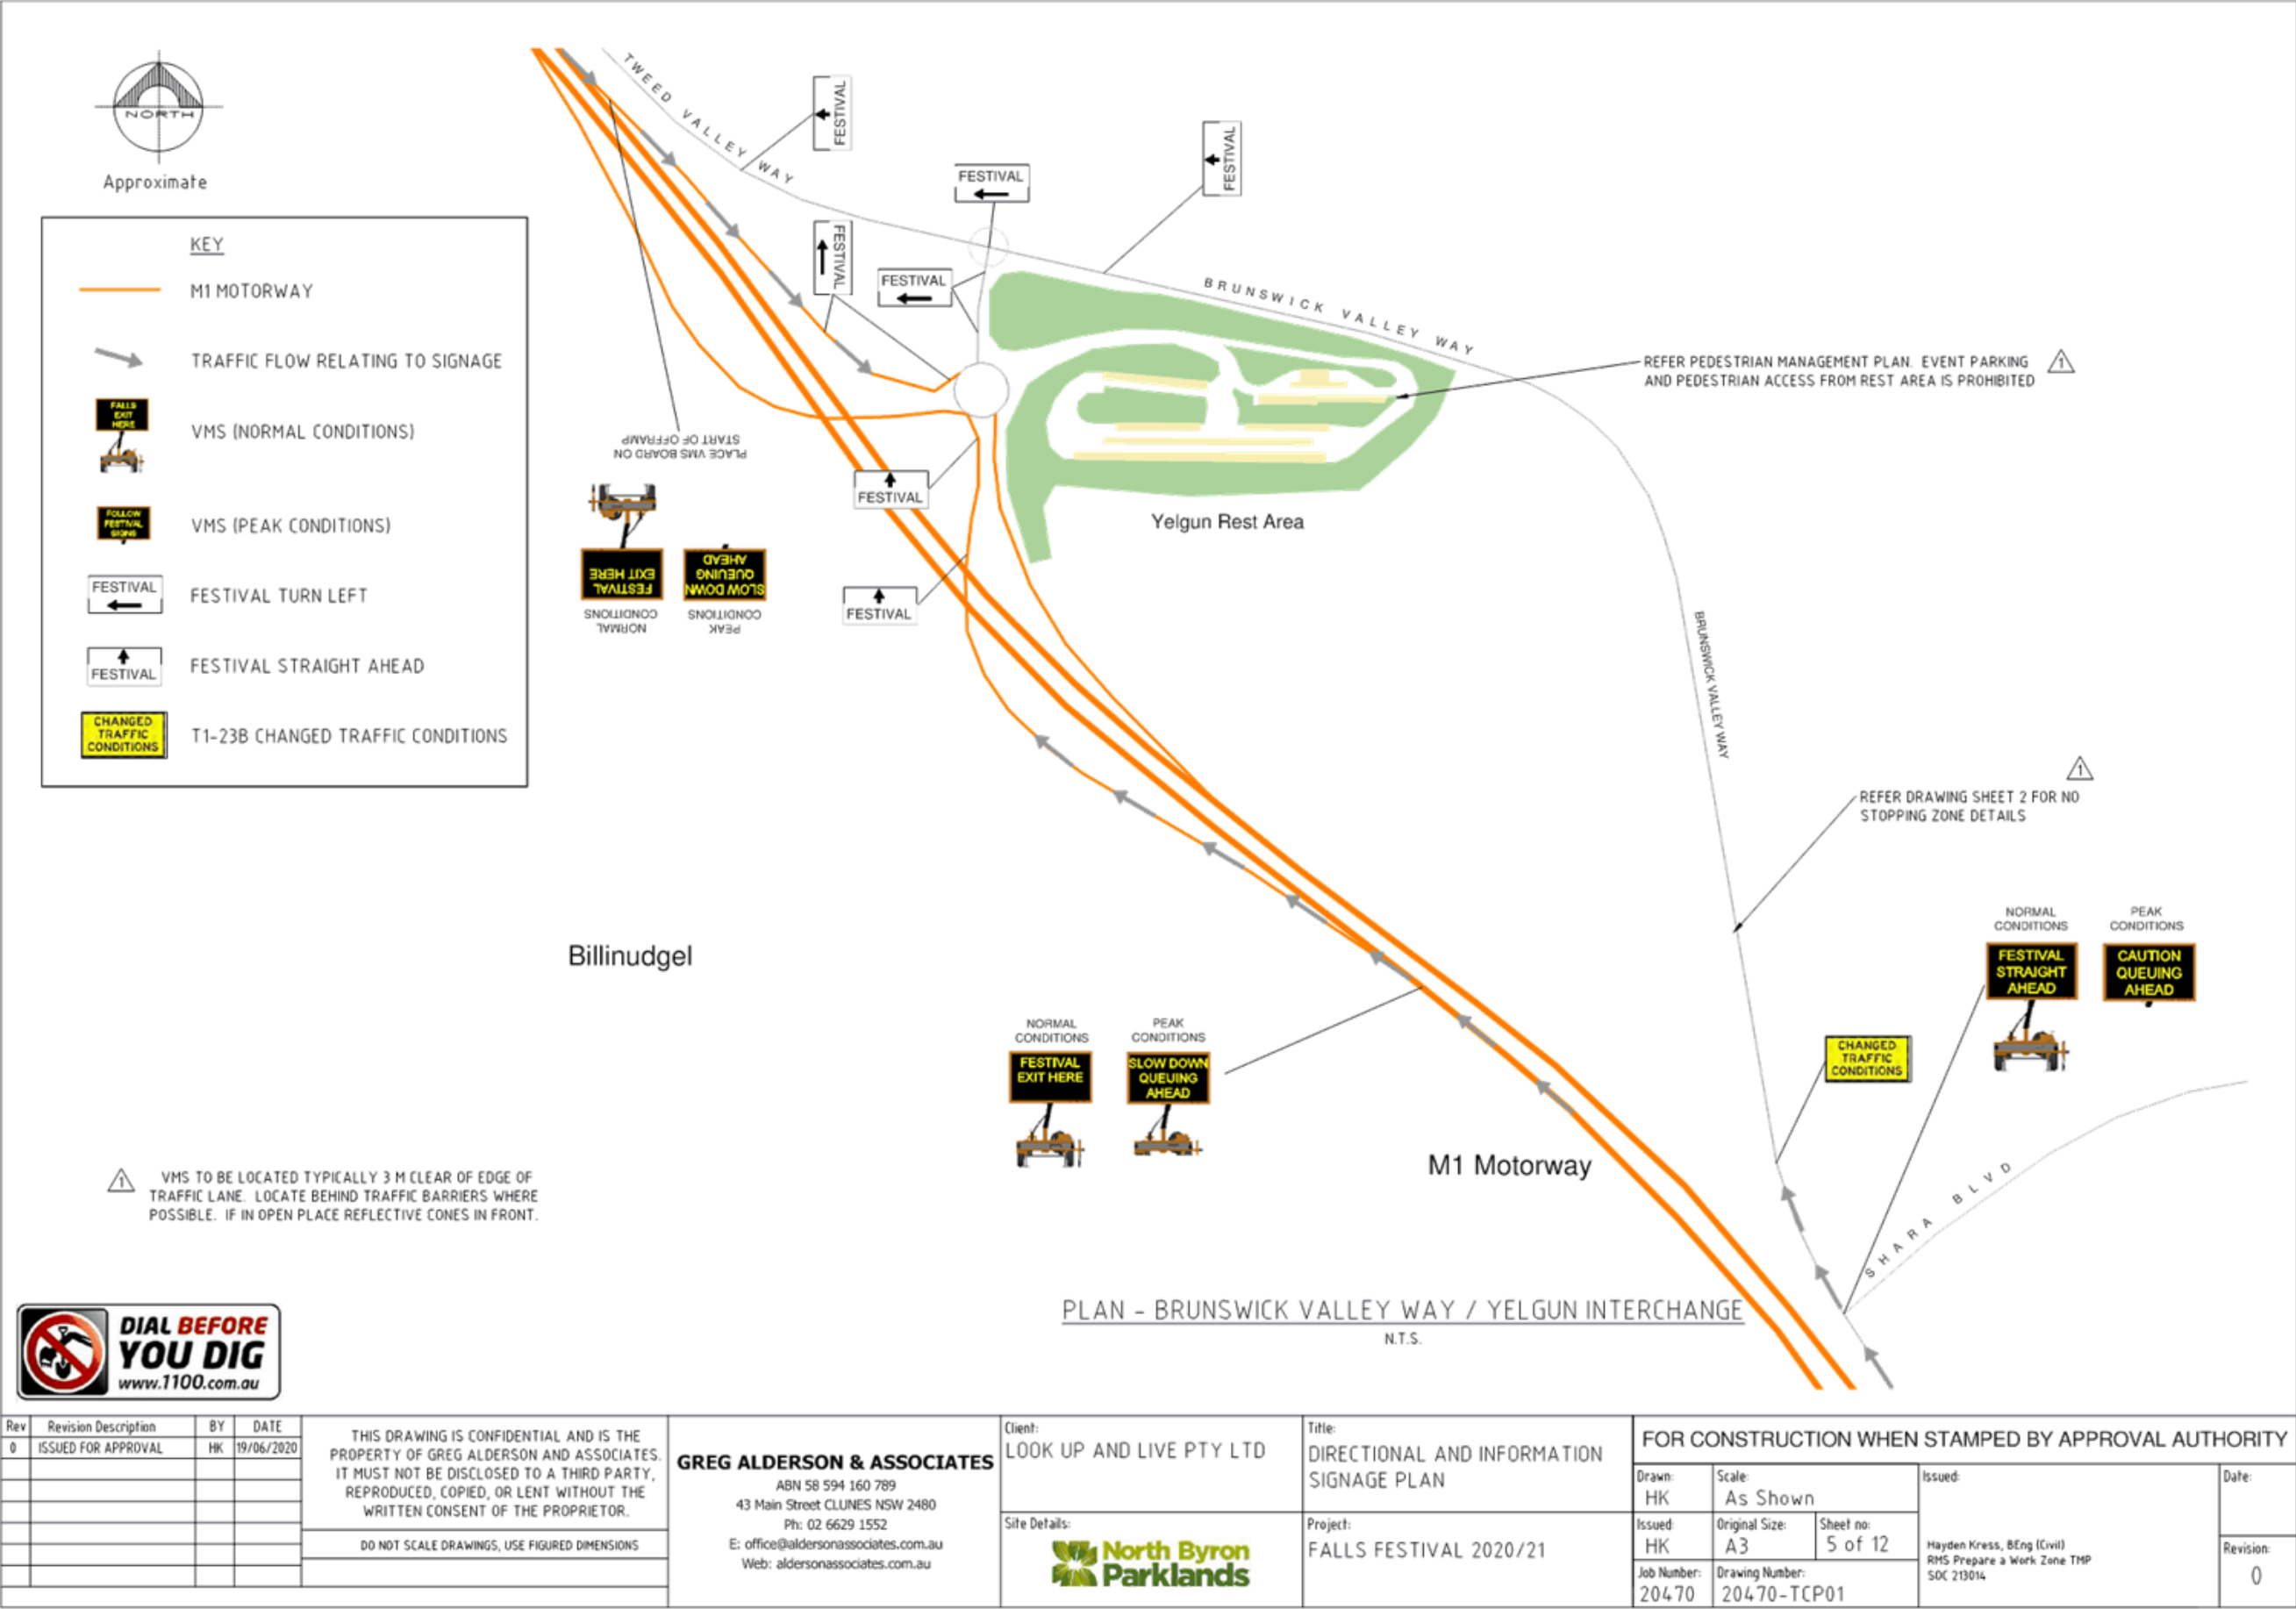 NORTH
Approximate
KEY
M1 MOTORWAY
TRAFFIC FLOW RELATING TO SIGNAGE
FALLS
EXIT
HERE
VMS (NORMAL CONDITIONS)
FOLLOW
FESTIVAL
SIGNS
VMS (PEAK CONDITIONS)
FESTIVAL
FESTIVAL TURN LEFT
FESTIVAL
FESTIVAL STRAIGHT AHEAD
CHANGED
TRAFFIC
CONDITIONS
T1-23B CHANGED TRAFFIC CONDITIONS
TWEED VALLEY WAY
FESTIVAL
FESTIVAL
FESTIVAL
FESTIVAL
FESTIVAL
BRUNSWICK VALLEY WAY
REFER PEDESTRIAN MANAGEMENT PLAN. EVENT PARKING
AND PEDESTRIAN ACCESS FROM REST AREA IS PROHIBITED
1
PLACE VMS BOARD ON
START OF OFFRAMP
FESTIVAL
Yelgun Rest Area
FESTIVAL
EXIT HERE
NORMAL
CONDITIONS
SLOW DOWN
QUEUING
AHEAD
PEAK
CONDITIONS
FESTIVAL
BRUNSWICK VALLEY WAY
1
REFER DRAWING SHEET 2 FOR NO
STOPPING ZONE DETAILS
Billinudgel
NORMAL
CONDITIONS
FESTIVAL
STRAIGHT
AHEAD
PEAK
CONDITIONS
CAUTION
QUEUING
AHEAD
NORMAL
CONDITIONS
FESTIVAL
EXIT HERE
PEAK
CONDITIONS
SLOW DOWN
QUEUING
AHEAD
CHANGED
TRAFFIC
CONDITIONS
M1 Motorway
SHARA BLVD
1
VMS TO BE LOCATED TYPICALLY 3 M CLEAR OF EDGE OF
TRAFFIC LANE. LOCATE BEHIND TRAFFIC BARRIERS WHERE
POSSIBLE. IF IN OPEN PLACE REFLECTIVE CONES IN FRONT.
PLAN - BRUNSWICK VALLEY WAY / YELGUN INTERCHANGE
N.T.S.
DIAL BEFORE
YOU DIG
www.1100.com.au
Rev Revision Description BY DATE
0 ISSUED FOR APPROVAL HK 19/06/2020
THIS DRAWING IS CONFIDENTIAL AND IS THE
PROPERTY OF GREG ALDERSON AND ASSOCIATES.
IT MUST NOT BE DISCLOSED TO A THIRD PARTY,
REPRODUCED, COPIED, OR LENT WITHOUT THE
WRITTEN CONSENT OF THE PROPRIETOR.
DO NOT SCALE DRAWINGS, USE FIGURED DIMENSIONS
GREG ALDERSON & ASSOCIATES
ABN 58 594 160 789
43 Main Street CLUNES NSW 2480
Ph: 02 6629 1552
E: office@aldersonassociates.com.au
Web: aldersonassociates.com.au
Client:
LOOK UP AND LIVE PTY LTD
Site Details:
North Byron
Parklands
Title:
DIRECTIONAL AND INFORMATION
SIGNAGE PLAN
Project:
FALLS FESTIVAL 2020/21
FOR CONSTRUCTION WHEN STAMPED BY APPROVAL AUTHORITY
Drawn:
HK
Scale:
As Shown
Issued:
HK
Original Size:
A3
Sheet no:
5 of 12
Job Number:
20470
Drawing Number:
20470-TCP01
Issued:
Hayden Kress, BEng (Civil)
RMS Prepare a Work Zone TMP
SOC 213014
Date:
Revision:
0